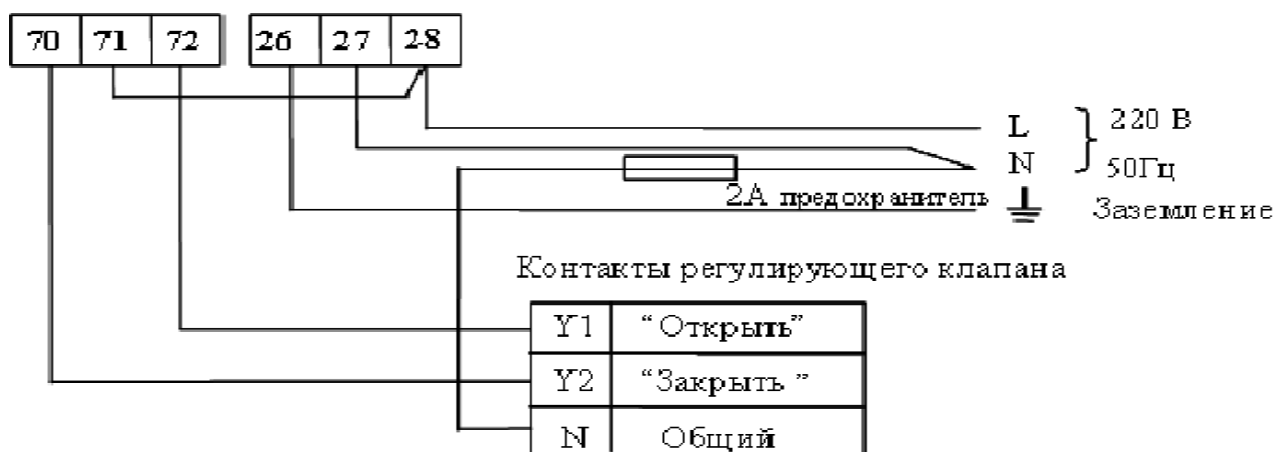 70 71 72 26 27 28
L 220 В
N 50Гц
2А предохранитель Заземление
Контакты регулирующего клапана
Y1 “Открыть”
Y2 “Закрыть ”
N Общий